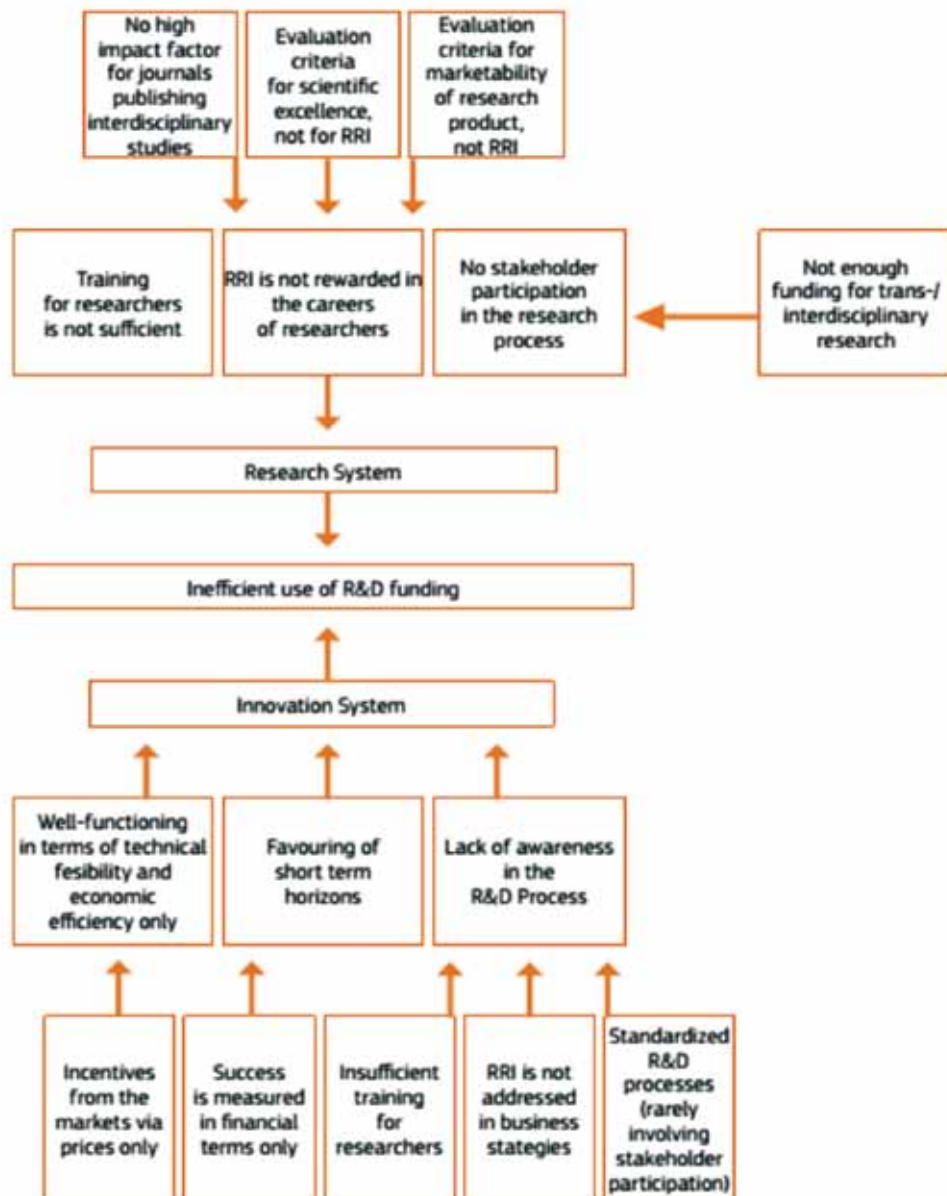 No high
impact factor
for journals
publishing
interdisciplinary
studies
Evaluation
criteria
for scientific
excellence,
not for RRI
Evaluation
criteria for
marketability
of research
product,
not RRI
Training
for researchers
is not sufficient
RRI is not rewarded in
the careers
of researchers
No stakeholder
participation
in the research
process
Not enough
funding for trans-/
interdisciplinary
research
Research System
Inefficient use of R&D funding
Innovation System
Well-functioning
in terms of technical
fesibility and
economic
efficiency only
Favouring of
short term
horizons
Lack of awareness
in the
R&D Process
Incentives
from the
markets via
prices only
Success
is measured
in financial
terms only
Insufficient
training
for
researchers
RRI is not
addressed
in business
stategies
Standardized
R&D
processes
(rarely
involving
stakeholder
participation)